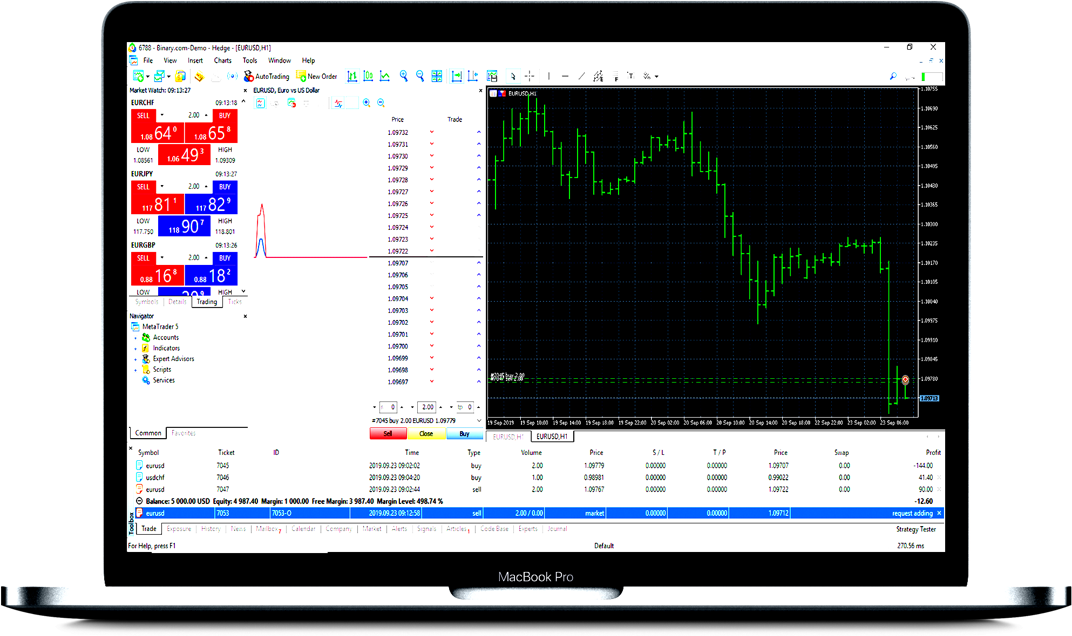 6788 - Binary.com-Demo - Hedge - [EURUSD,H1]
File View Insert Charts Tools Window Help
AutoTrading New Order
Market Watch: 09:13:27
EURCHF 09:13:18
SELL 2.00 BUY
1.08 64 0 1.08 65 8
LOW 1.06 49 3 HIGH
1.08561 1.09309
EURJPY 09:13:27
SELL 2.00 BUY
117 81 1 117 82 9
LOW 118 90 7 HIGH
117.750 118.801
EURGBP 09:13:26
SELL 2.00 BUY
0.88 16 8 0.88 18 2
LOW HIGH
Symbols Details Trading Ticks
Navigator
MetaTrader 5
Accounts
Indicators
Expert Advisors
Scripts
Services
Common Favorites
EURUSD, Euro vs US Dollar
Price Trade
1.09732
1.09731
1.09730
1.09729
1.09728
1.09727
1.09726
1.09725
1.09724
1.09723
1.09722
1.09707
1.09706
1.09705
1.09704
1.09703
1.09702
1.09701
1.09700
1.09699
1.09698
1.09697
0 2.00 0
#7045 buy 2.00 EURUSD 1.09779
Sell Close Buy
EURUSD,H1
1.10755
1.10690
1.10625
1.10560
1.10495
1.10430
1.10365
1.10300
1.10235
1.10170
1.10105
1.10040
1.09975
1.09910
1.09845
1.09780
#7045 buy 2.00
19 Sep 2019 19 Sep 10:00 19 Sep 14:00 19 Sep 18:00 19 Sep 22:00 20 Sep 02:00 20 Sep 06:00 20 Sep 10:00 20 Sep 14:00 20 Sep 18:00 20 Sep 22:00 23 Sep 02:00 23 Sep 06:00
EURUSD,H1 EURUSD,H1
Symbol Ticket ID Time Type Volume Price S / L T / P Price Swap Profit
eurusd 7045 2019.09.23 09:02:02 buy 2.00 1.09779 0.00000 0.00000 1.09707 0.00 -144.00
usdchf 7046 2019.09.23 09:04:20 buy 1.00 0.98981 0.00000 0.00000 0.99022 0.00 41.40
eurusd 7047 2019.09.23 09:02:44 sell 2.00 1.09767 0.00000 0.00000 1.09722 0.00 90.00
Balance: 5 000.00 USD Equity: 4 987.40 Margin: 1 000.00 Free Margin: 3 987.40 Margin Level: 498.74 % -12.60
eurusd 7053 7053-O 2019.09.23 09:12:58 sell 2.00 / 0.00 market 0.00000 0.00000 1.09712 request adding
Toolbox
Trade Exposure History News Mailbox Calendar Company Market Alerts Signals Articles Code Base Experts Journal Strategy Tester
For Help, press F1 Default 270.56 ms
MacBook Pro